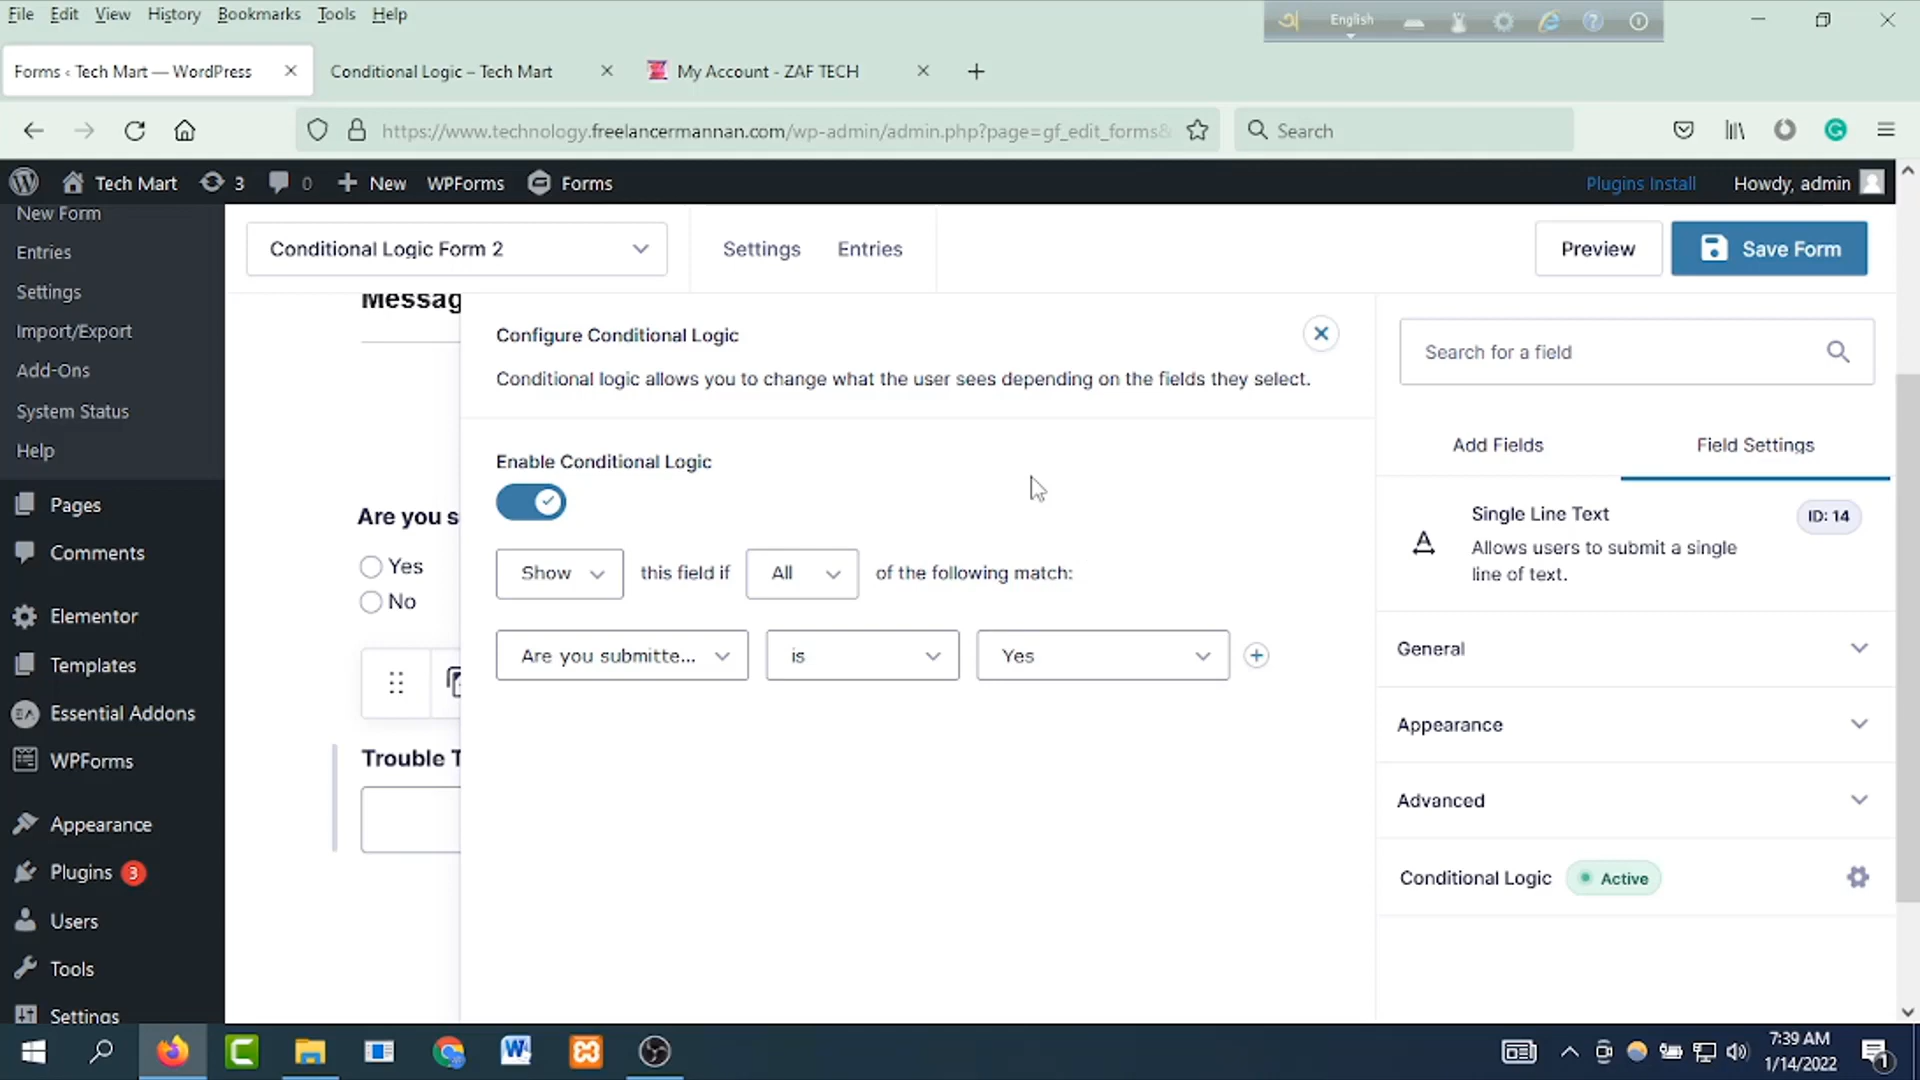 File Edit View History Bookmarks Tools Help
English
Forms ‹ Tech Mart — WordPress
Conditional Logic – Tech Mart
My Account - ZAF TECH
https://www.technology.freelancermannan.com/wp-admin/admin.php?page=gf_edit_forms&
Search
Tech Mart 3 0 New WPForms Forms
Plugins Install Howdy, admin
New Form
Entries
Settings
Import/Export
Add-Ons
System Status
Help
Pages
Comments
Elementor
Templates
Essential Addons
WPForms
Appearance
Plugins 3
Users
Tools
Settings
Conditional Logic Form 2
Settings Entries
Preview Save Form
Messag
Are you s
Yes
No
Trouble T
Configure Conditional Logic
Conditional logic allows you to change what the user sees depending on the fields they select.
Enable Conditional Logic
Show this field if All of the following match:
Are you submitte... is Yes
Search for a field
Add Fields Field Settings
Single Line Text ID: 14
Allows users to submit a single
line of text.
General
Appearance
Advanced
Conditional Logic Active
7:39 AM
1/14/2022
1